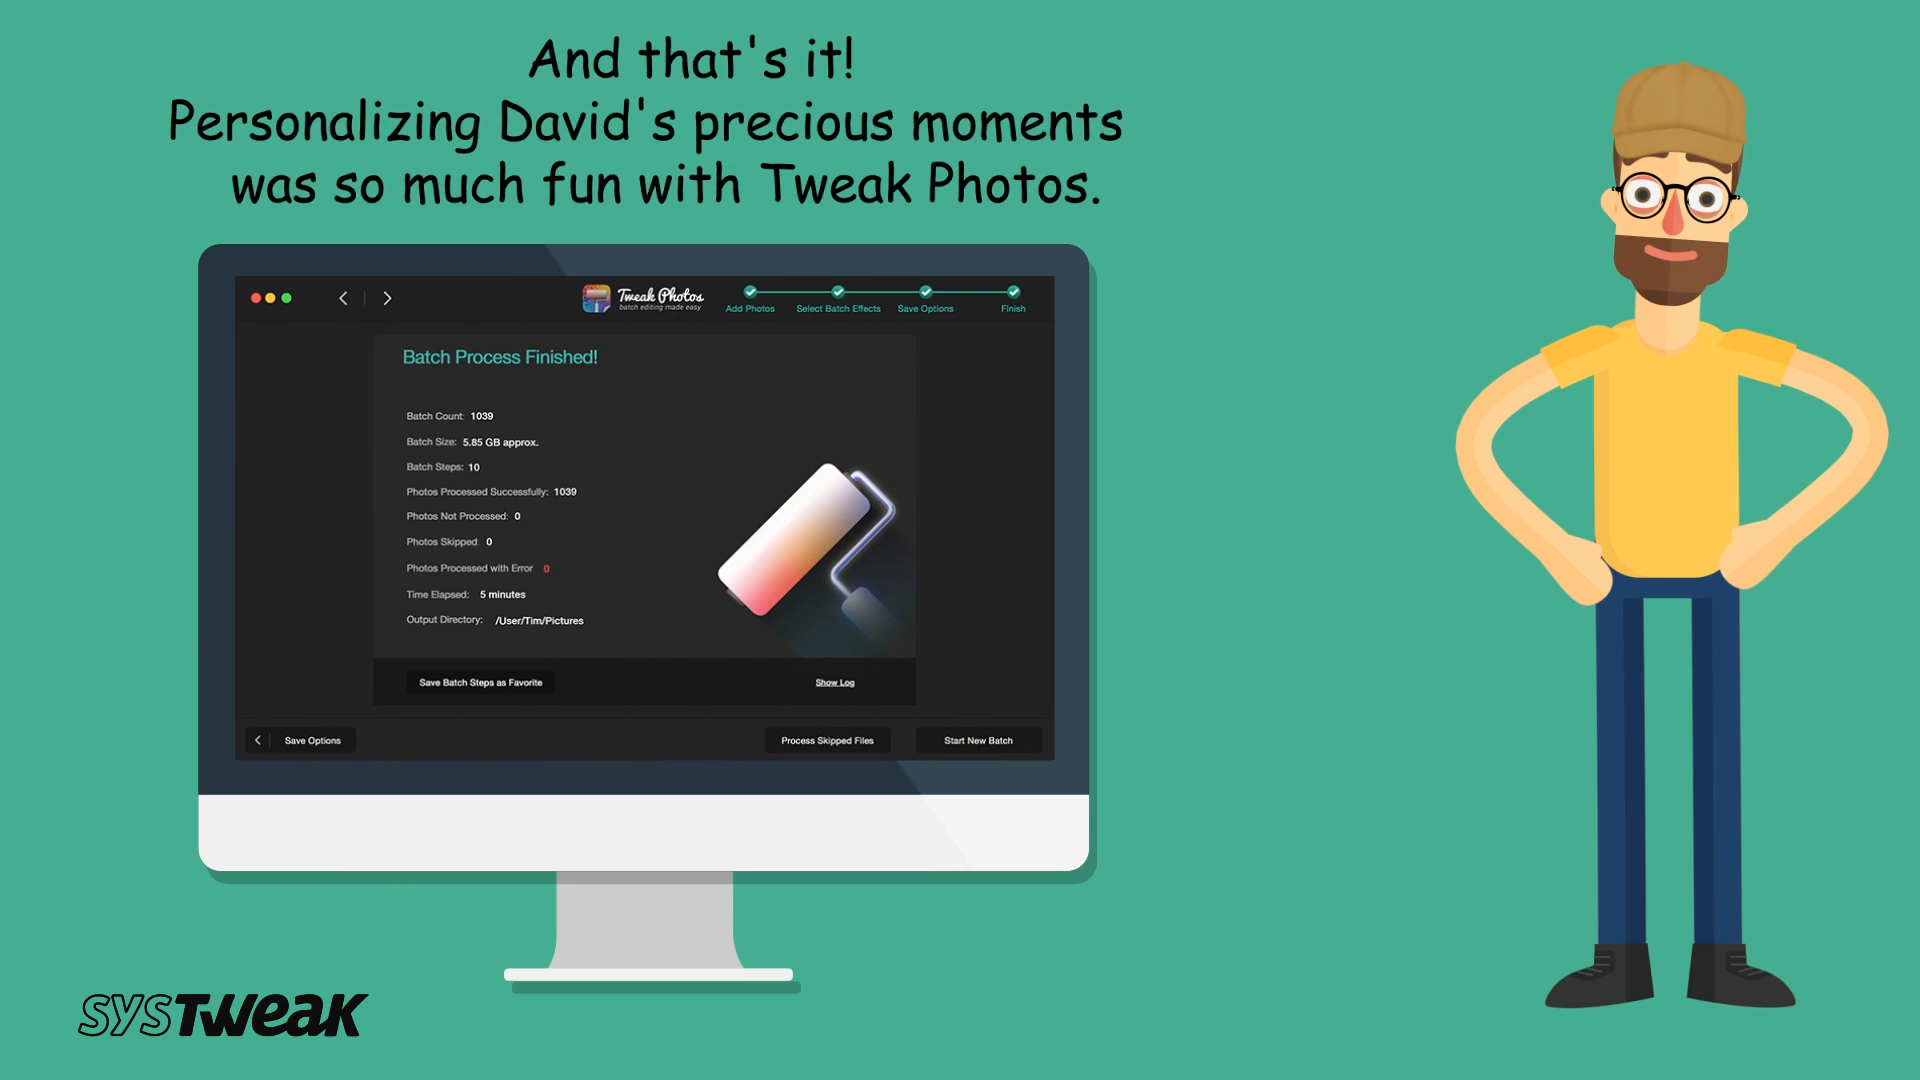 And that's it!
Personalizing David's precious moments
was so much fun with Tweak Photos.
Tweak Photos
batch editing made easy
Add Photos
Select Batch Effects
Save Options
Finish
Batch Process Finished!
Batch Count: 1039
Batch Size: 5.85 GB approx.
Batch Steps: 10
Photos Processed Successfully: 1039
Photos Not Processed: 0
Photos Skipped 0
Photos Processed with Error 0
Time Elapsed: 5 minutes
Output Directory: /User/Tim/Pictures
Save Batch Steps as Favorite
Show Log
Save Options
Process Skipped Files
Start New Batch
SYSTweak